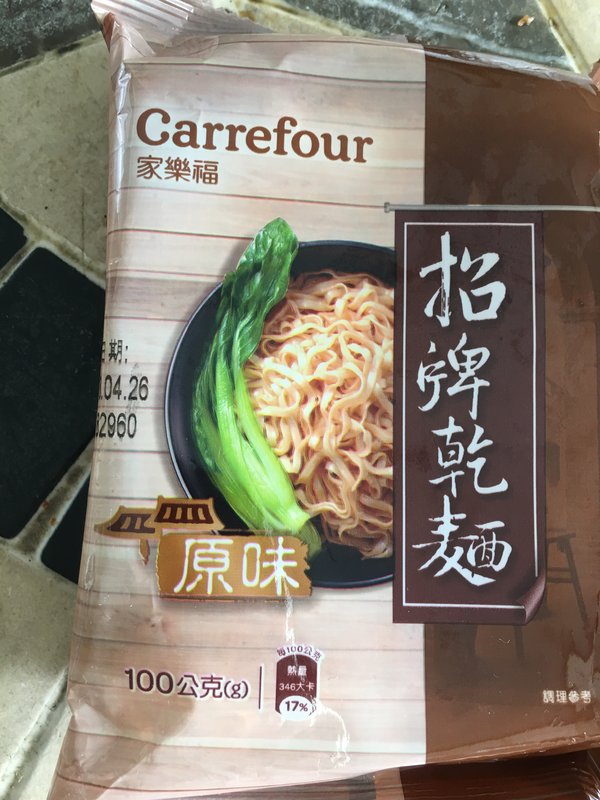 Carrefour
家樂福
招牌乾麵
期:
.04.26
2960
原味
100公克(g)
每100公克
熱量
346大卡
17%
調理參考